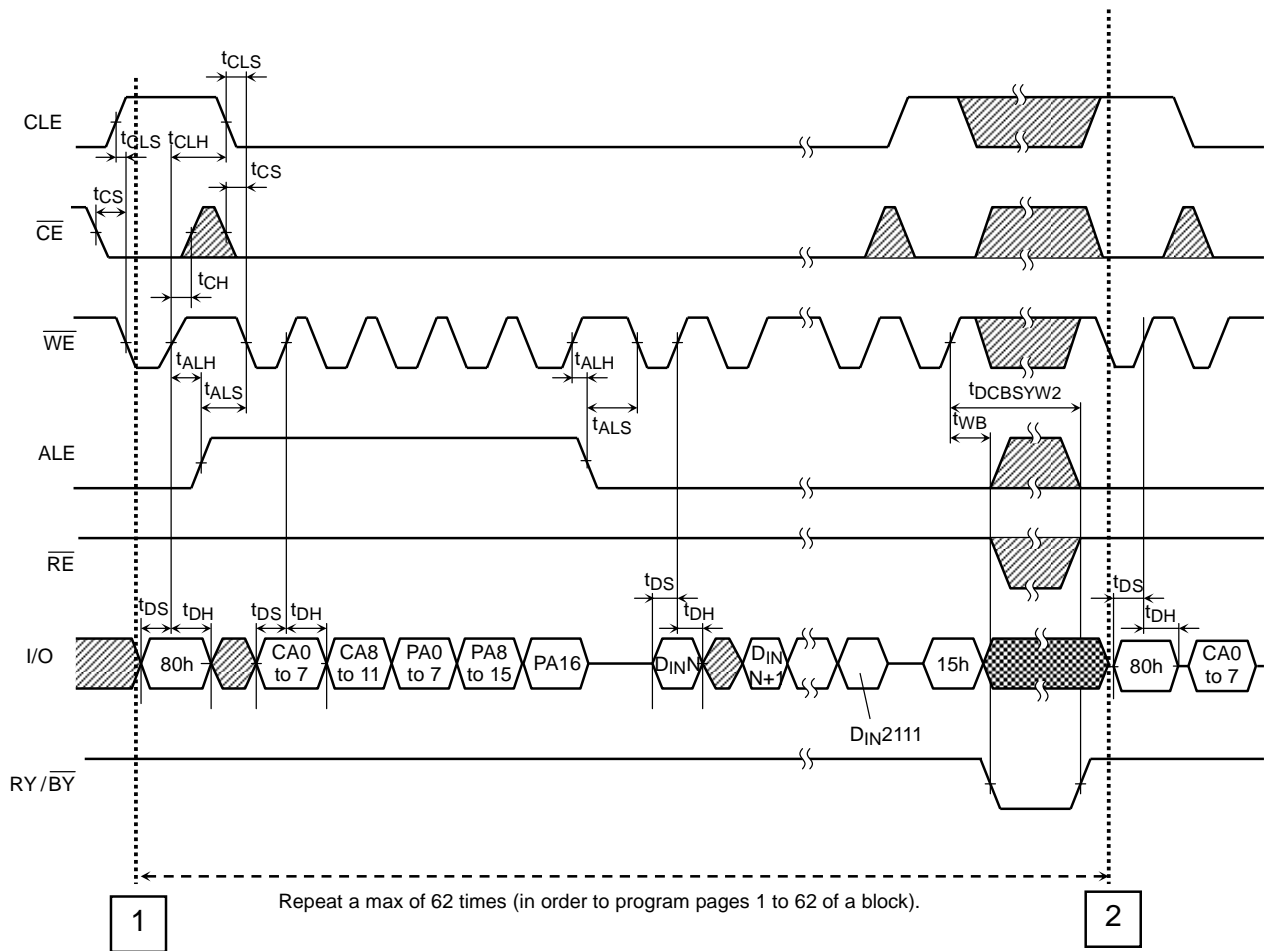 tCLS
CLE
tCLS
tCLH
tCS
tCS
CE
tCH
WE
tALH
tALH
tALS
tDCBSYW2
tALS
tWB
ALE
RE
tDS
tDS
tDH
tDS
tDH
tDH
I/O
80h
CA0
to 7
CA8
to 11
PA0
to 7
PA8
to 15
PA16
DINN
DIN
N+1
15h
80h
CA0
to 7
DIN2111
RY/BY
Repeat a max of 62 times (in order to program pages 1 to 62 of a block).
1
2